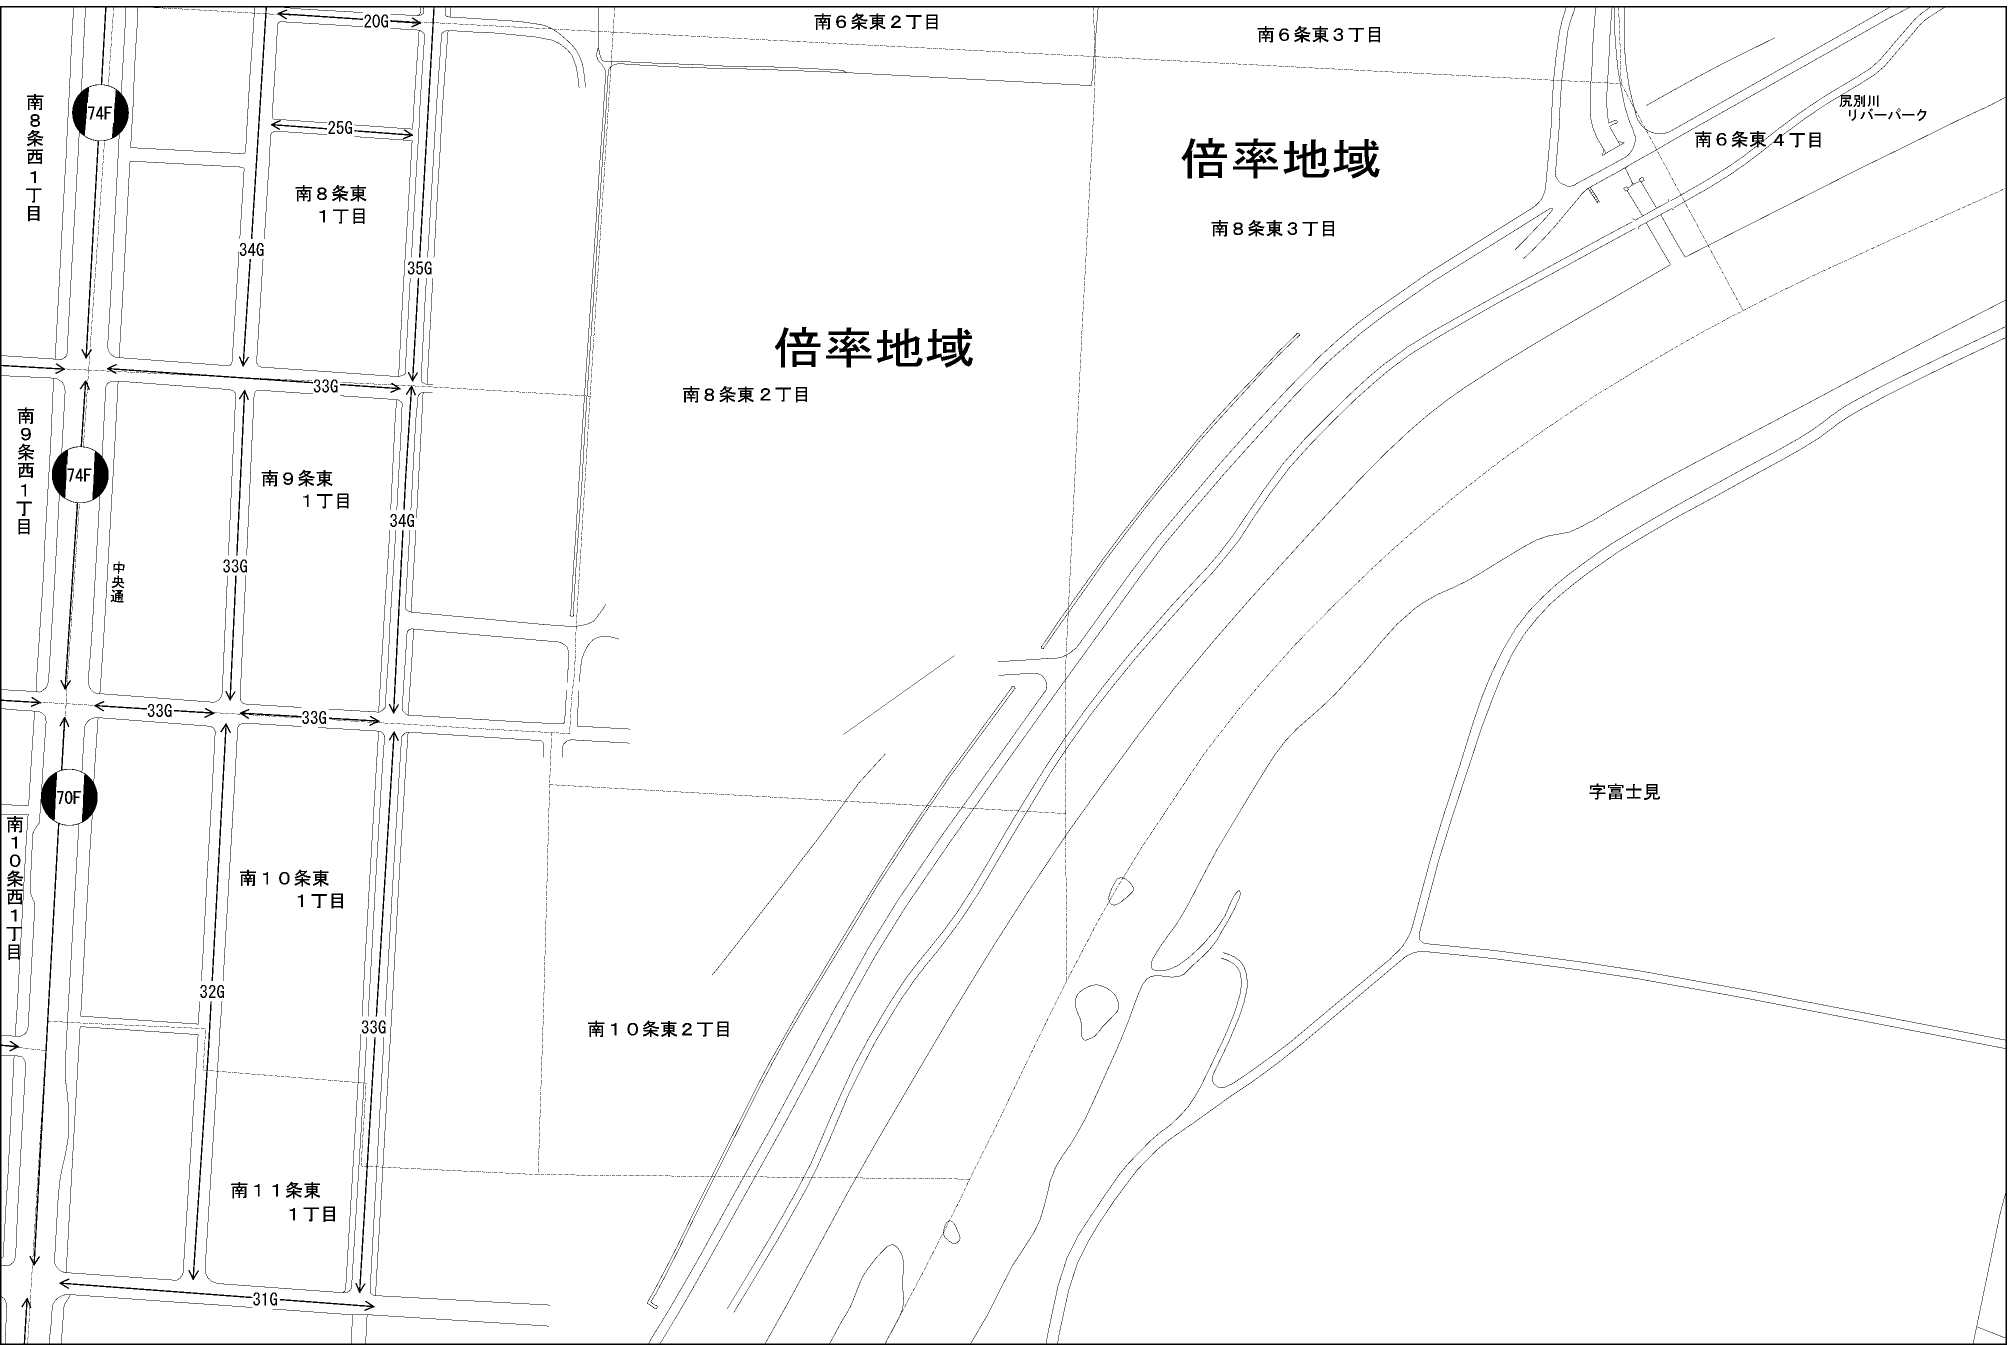 20G
南６条東２丁目
南６条東３丁目
南８条西１丁目
74F
25G
尻別川
リバーパーク
南６条東４丁目
倍率地域
南８条東
１丁目
南８条東３丁目
34G
35G
倍率地域
33G
南８条東２丁目
南９条西１丁目
74F
南９条東
１丁目
34G
33G
中央通
33G
33G
70F
字富士見
南１０条西１丁目
南１０条東
１丁目
32G
33G
南１０条東２丁目
南１１条東
１丁目
31G